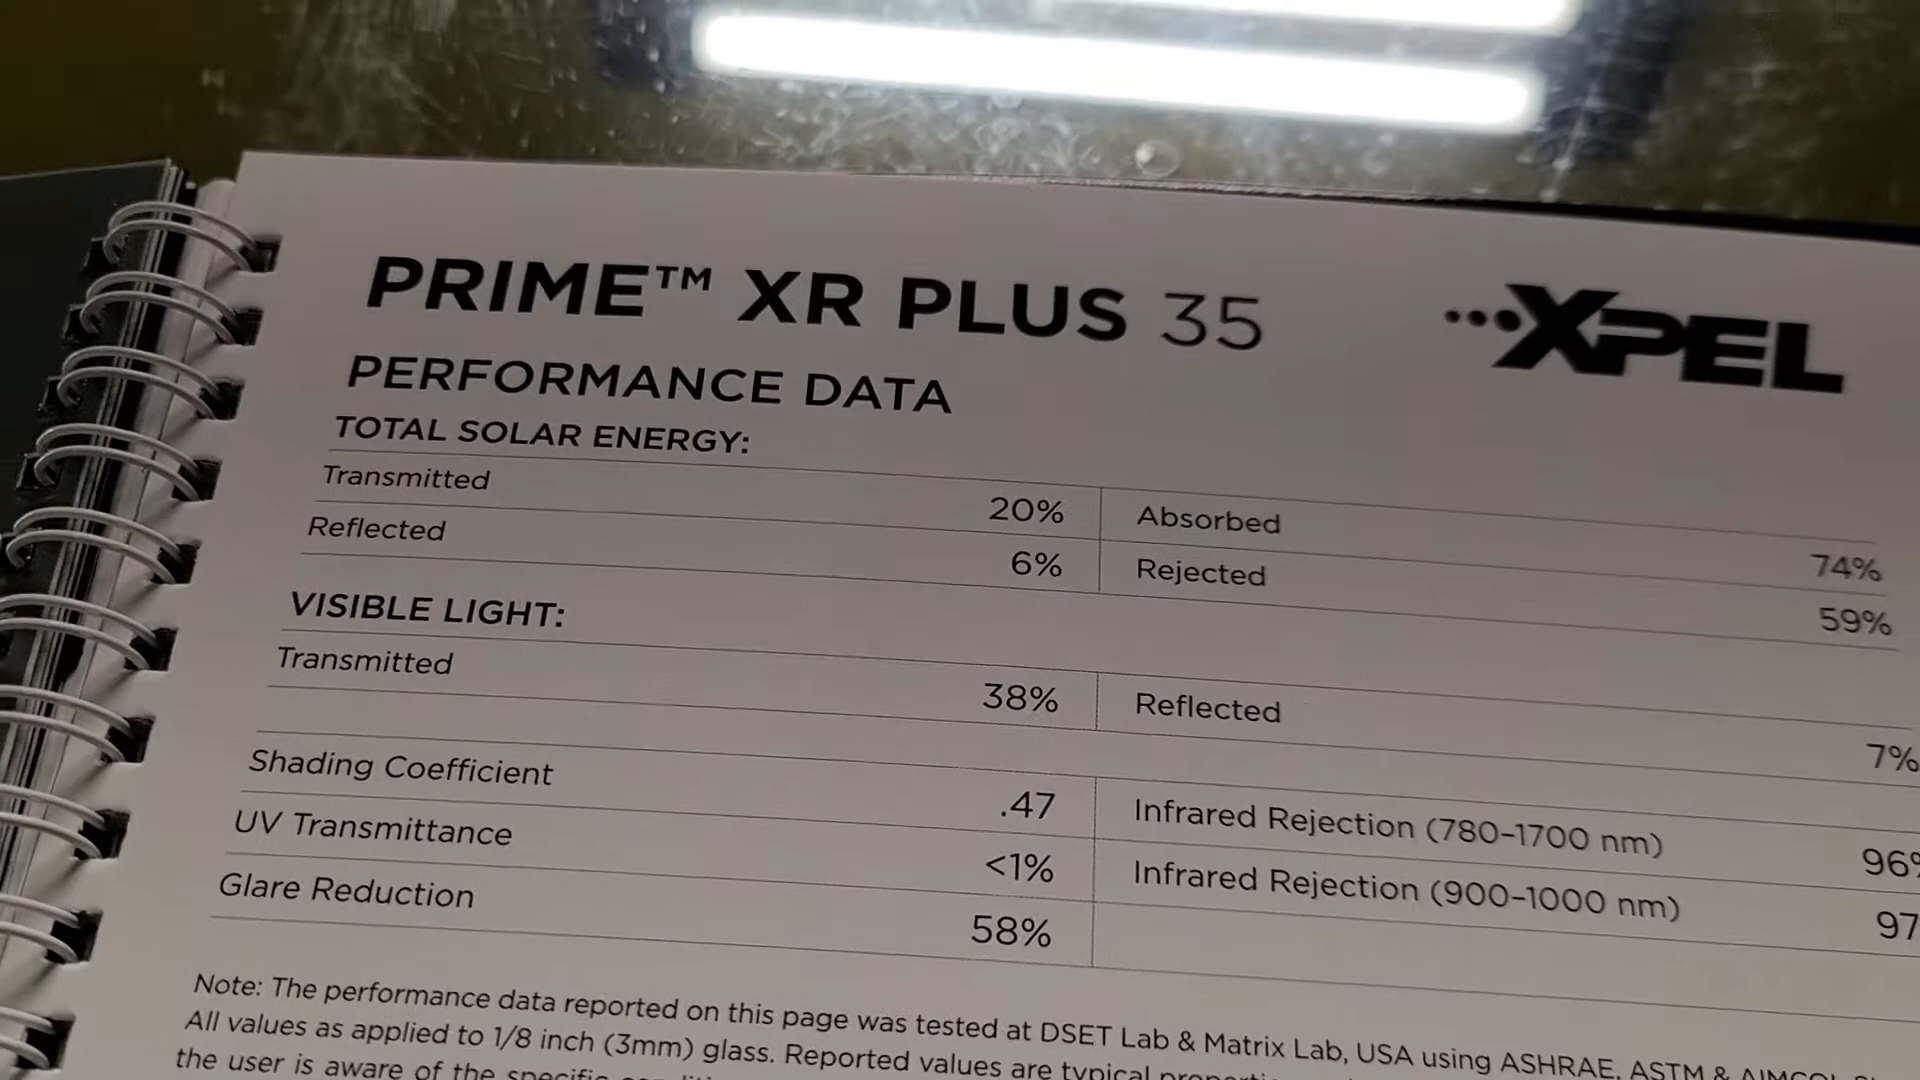 PRIME™ XR PLUS 35
XPEL
PERFORMANCE DATA
TOTAL SOLAR ENERGY:
Transmitted 20% Absorbed 74%
Reflected 6% Rejected 59%
VISIBLE LIGHT:
Transmitted 38% Reflected 7%
Shading Coefficient .47 Infrared Rejection (780-1700 nm) 96%
UV Transmittance <1% Infrared Rejection (900-1000 nm) 97
Glare Reduction 58%
Note: The performance data reported on this page was tested at DSET Lab & Matrix Lab, USA using ASHRAE, ASTM &
All values as applied to 1/8 inch (3mm) glass. Reported values are typical
the user is aware of the specific